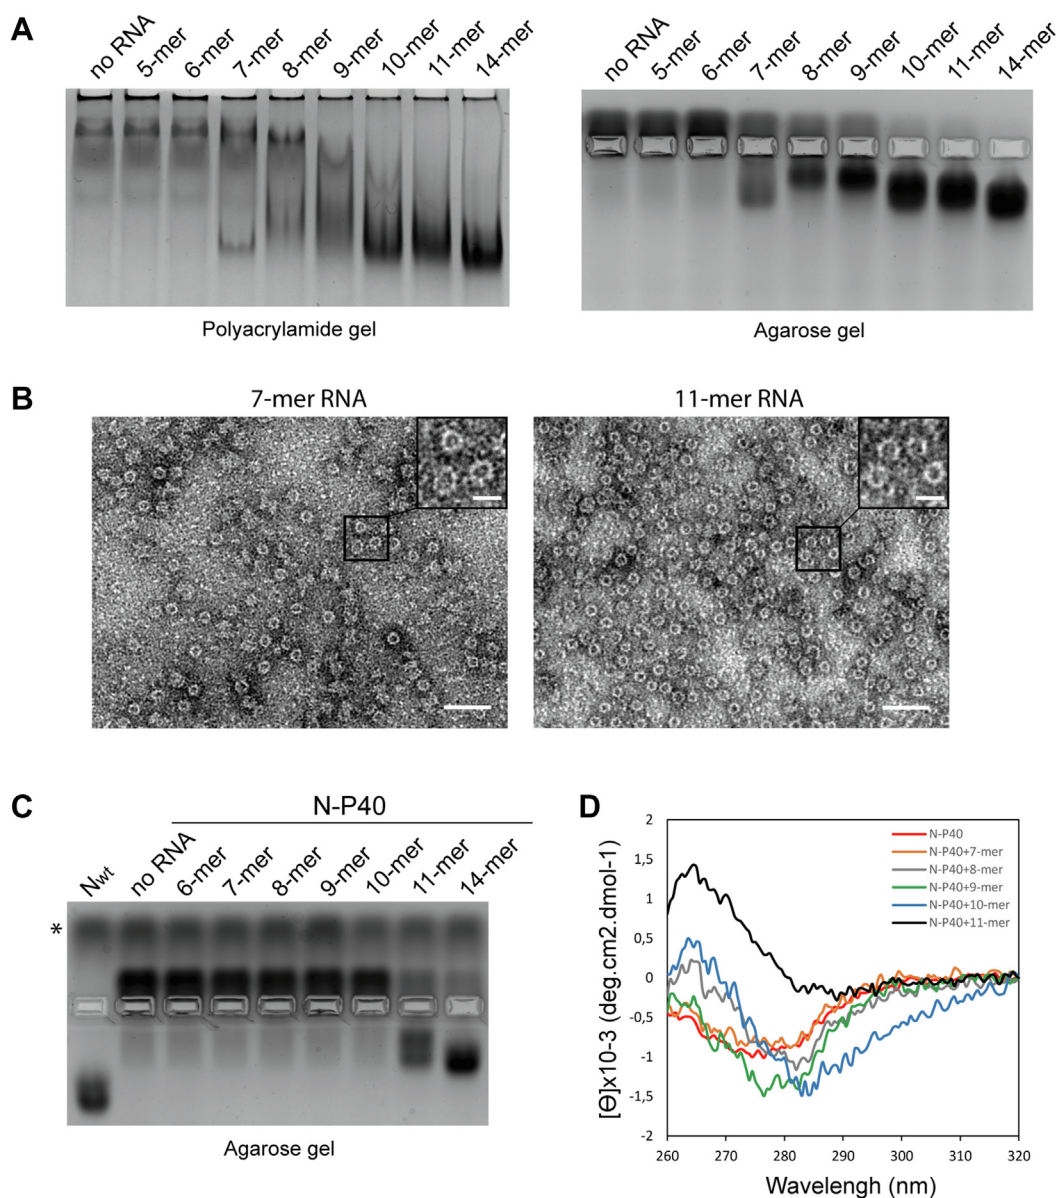 A
no RNA 5-mer 6-mer 7-mer 8-mer 9-mer 10-mer 11-mer 14-mer
no RNA 5-mer 6-mer 7-mer 8-mer 9-mer 10-mer 11-mer 14-mer
Polyacrylamide gel
Agarose gel
B
7-mer RNA
11-mer RNA
C
N-P40
Nwt no RNA 6-mer 7-mer 8-mer 9-mer 10-mer 11-mer 14-mer
*
Agarose gel
D
[Θ]x10-3 (deg.cm2.dmol-1)
2
1,5
1
0,5
0
-0,5
-1
-1,5
-2
N-P40
N-P40+7-mer
N-P40+8-mer
N-P40+9-mer
N-P40+10-mer
N-P40+11-mer
260 270 280 290 300 310 320
Wavelengh (nm)